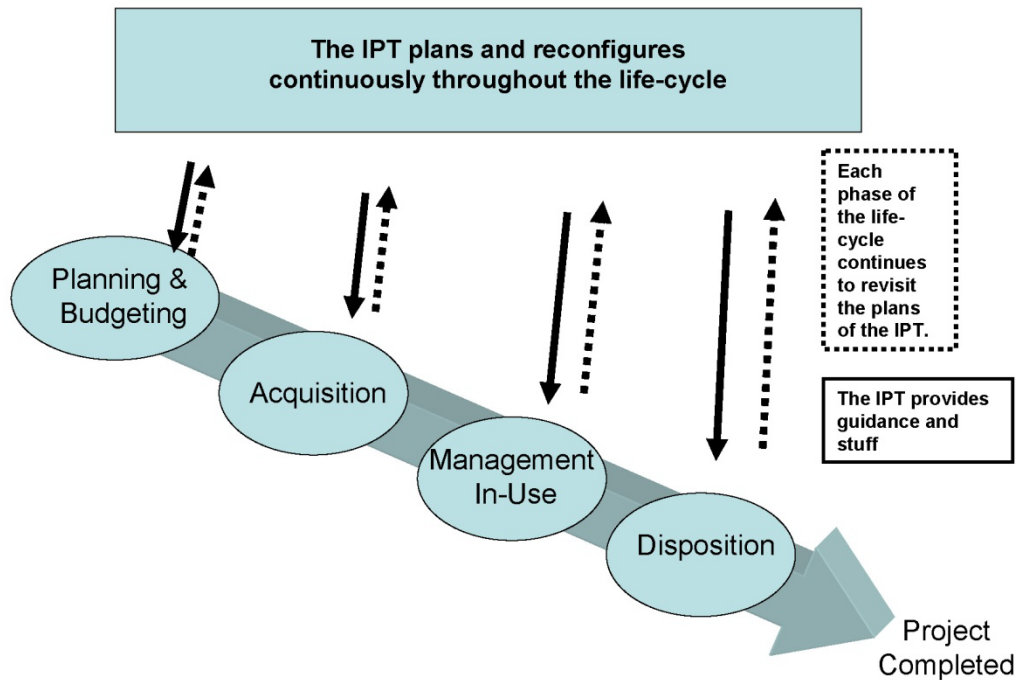 The IPT plans and reconfigures
continuously throughout the life-cycle
Each
phase of
the life-
cycle
continues
to revisit
the plans
of the IPT.
The IPT provides
guidance and
stuff
Planning &
Budgeting
Acquisition
Management
In-Use
Disposition
Project
Completed